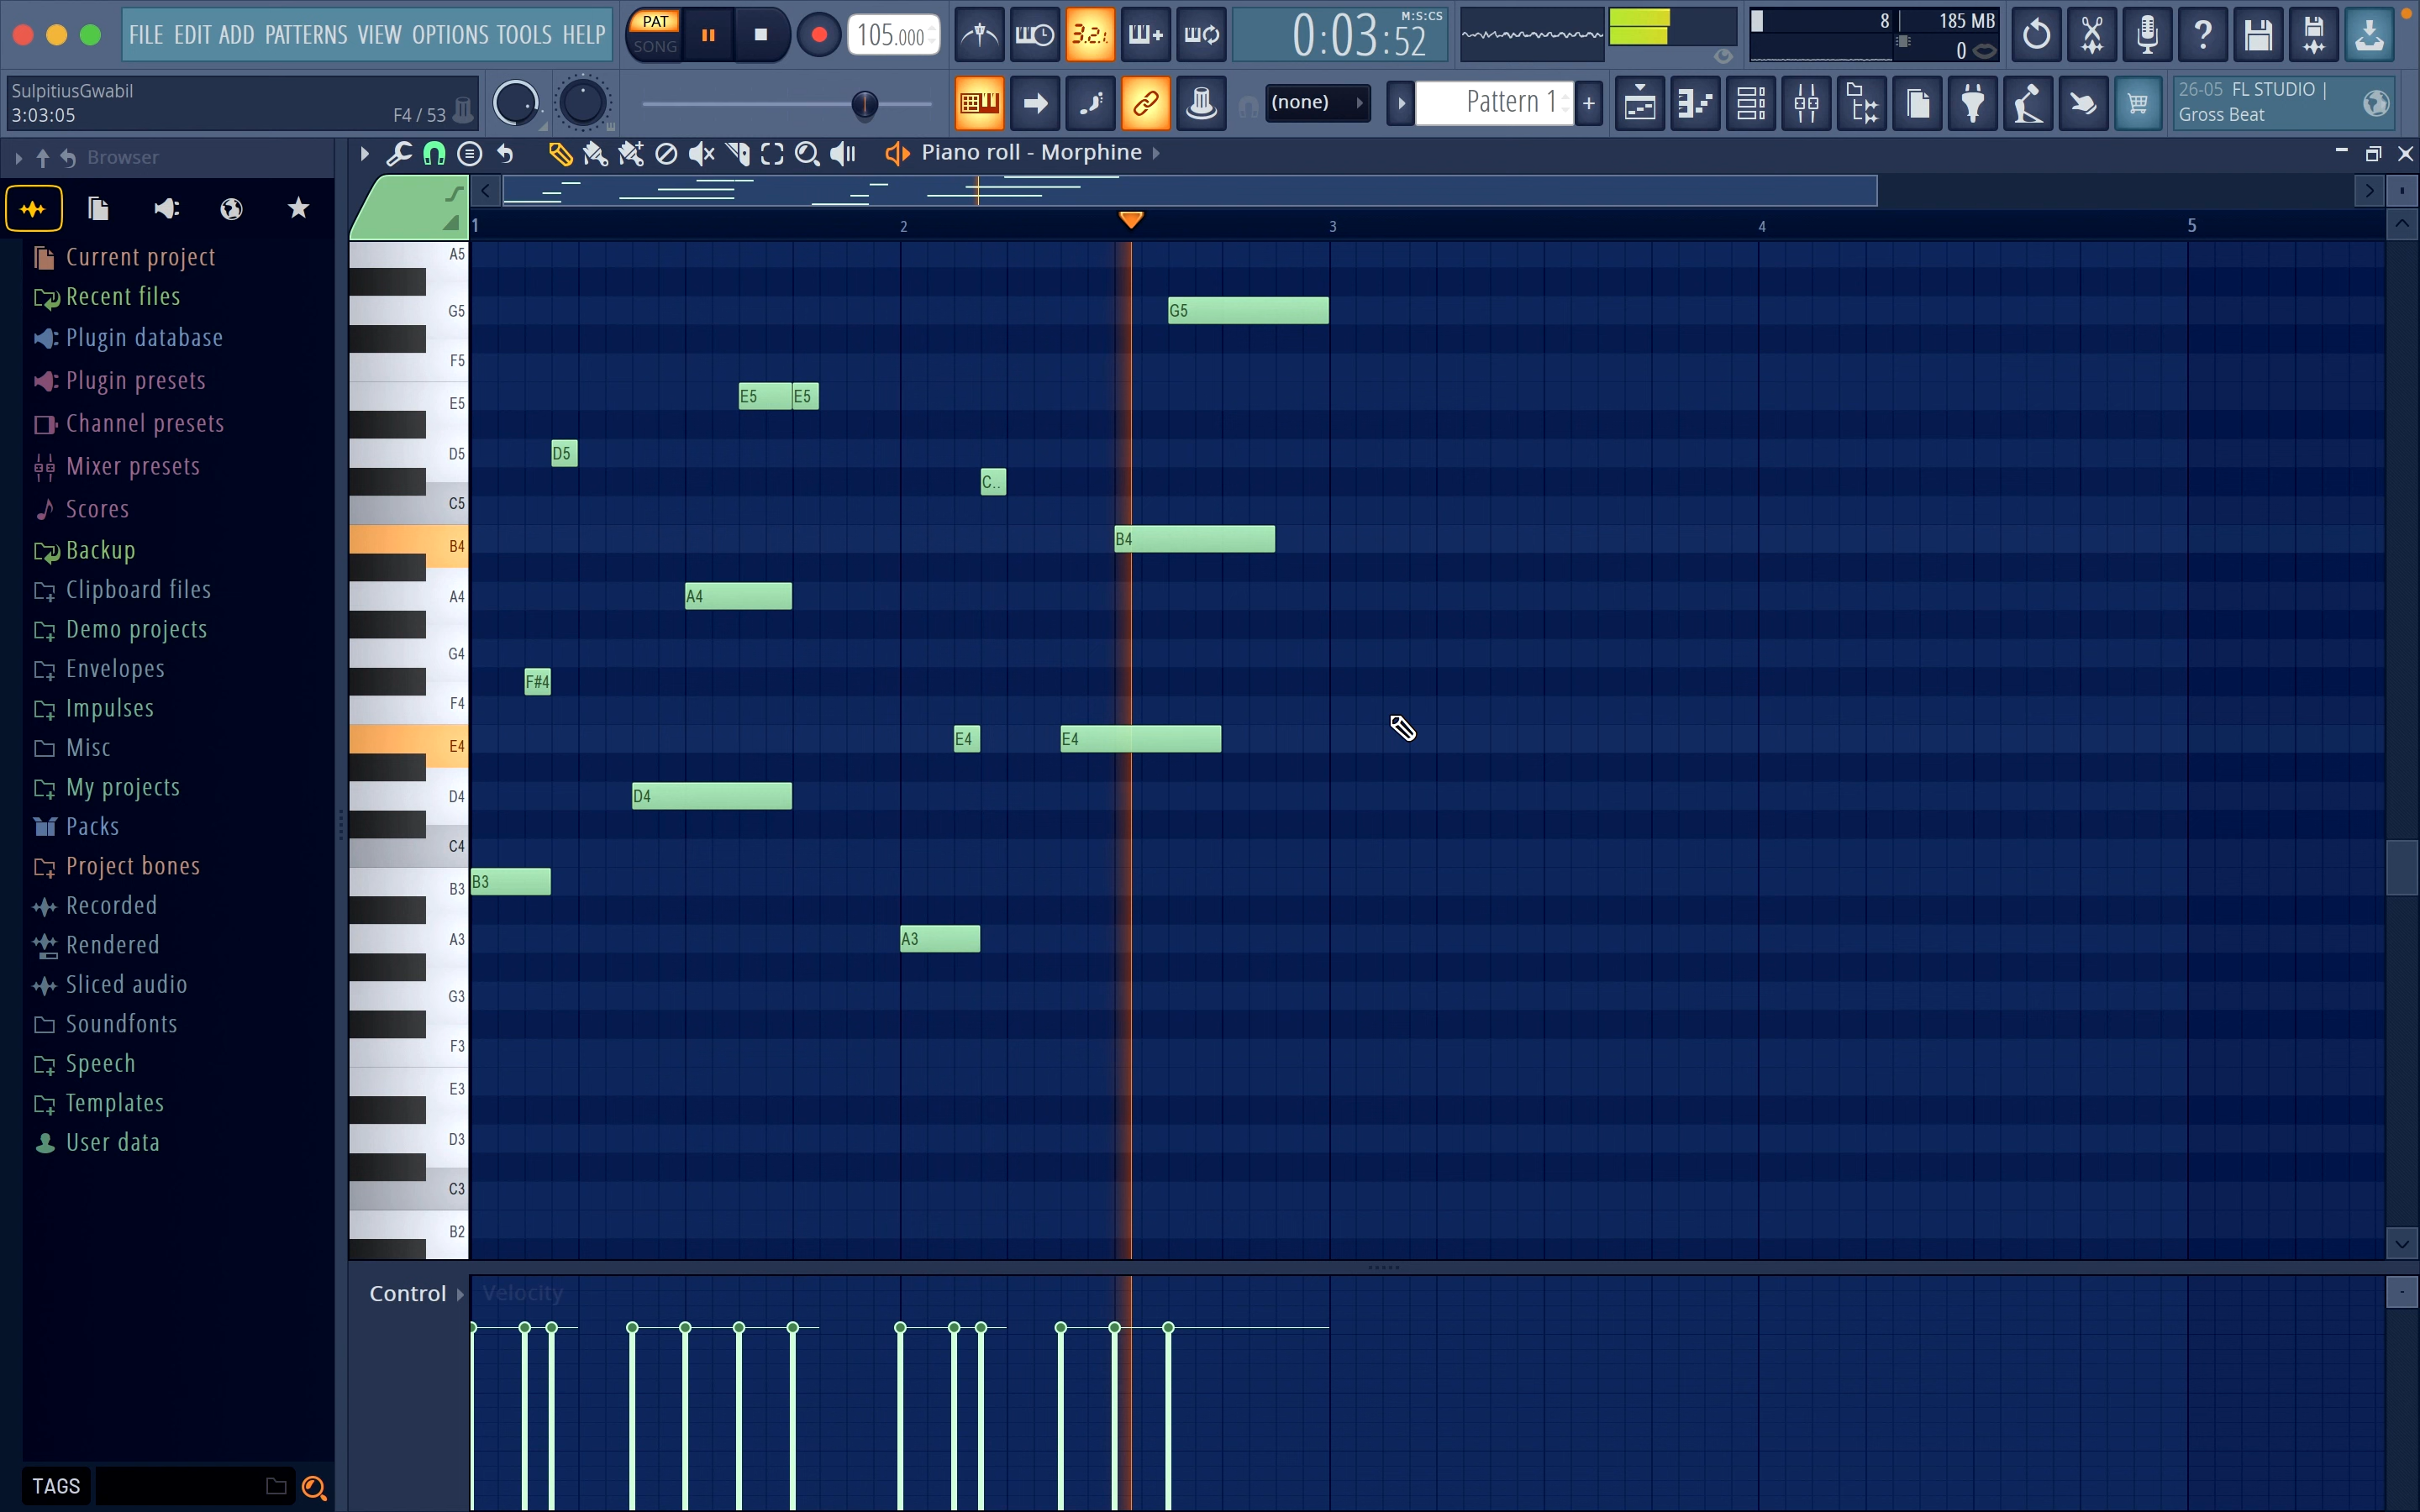 FILE EDIT ADD PATTERNS VIEW OPTIONS TOOLS HELP
PAT
SONG
105.000
3.2.
0:03:52
M:S:CS
8
185 MB
0
SulpitiusGwabil
3:03:05
F4 / 53
(none)
Pattern 1
26-05 FL STUDIO |
Gross Beat
Browser
Piano roll - Morphine
Current project
Recent files
Plugin database
Plugin presets
Channel presets
Mixer presets
Scores
Backup
Clipboard files
Demo projects
Envelopes
Impulses
Misc
My projects
Packs
Project bones
Recorded
Rendered
Sliced audio
Soundfonts
Speech
Templates
User data
TAGS
1 2 3 4 5
A5
G5 G5
F5
E5 E5 E5
D5 D5
C..
C5
B4 B4
A4 A4
G4
F#4
F4
E4 E4 E4
D4 D4
C4
B3 B3
A3 A3
G3
F3
E3
D3
C3
B2
Control Velocity